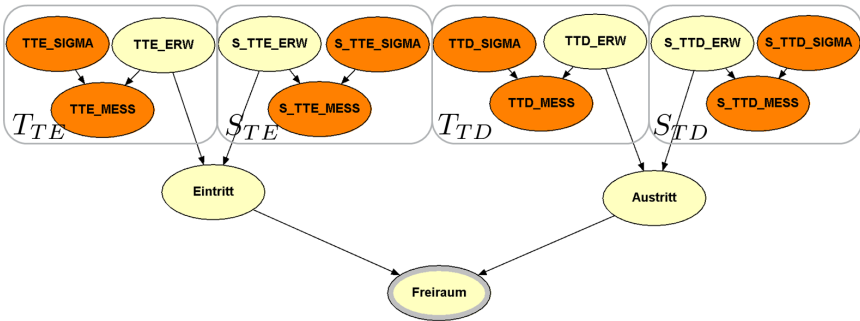 TTE_SIGMA TTE_ERW S_TTE_ERW S_TTE_SIGMA TTD_SIGMA TTD_ERW S_TTD_ERW S_TTD_SIGMA
TTE_MESS S_TTE_MESS TTD_MESS S_TTD_MESS
T_TE S_TE T_TD S_TD
Eintritt Austritt
Freiraum